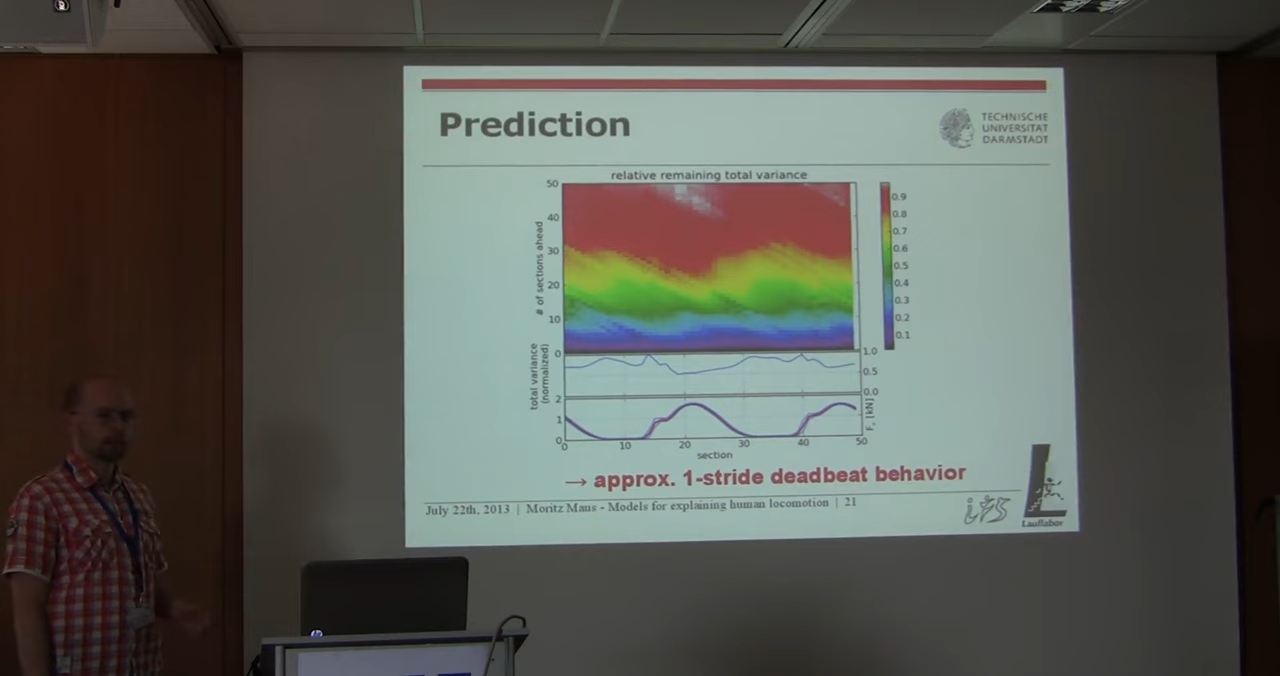 Prediction
TECHNISCHE
UNIVERSITÄT
DARMSTADT
relative remaining total variance
50
40
30
20
10
0
# of sections ahead
0.9
0.8
0.7
0.6
0.5
0.4
0.3
0.2
0.1
total variance
(normalized)
1.0
0.5
0.0
2
1
0
F, [kN]
0 10 20 30 40 50
section
→ approx. 1-stride deadbeat behavior
July 22th, 2013 | Moritz Maus - Models for explaining human locomotion | 21
Lauflabor
hp